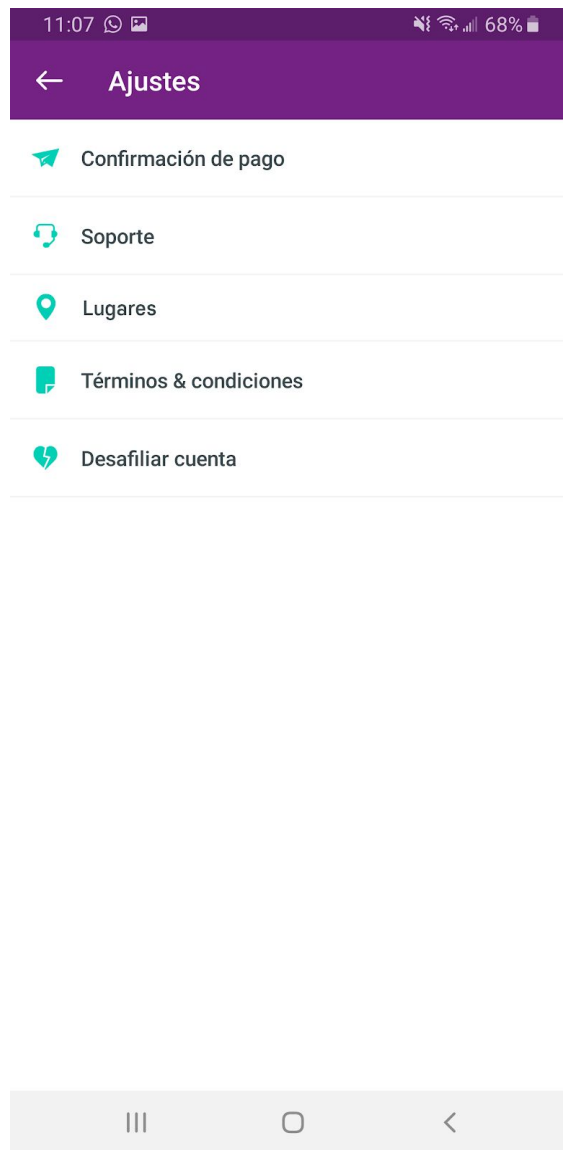 11:07 68%
Ajustes
Confirmación de pago
Soporte
Lugares
Términos & condiciones
Desafiliar cuenta